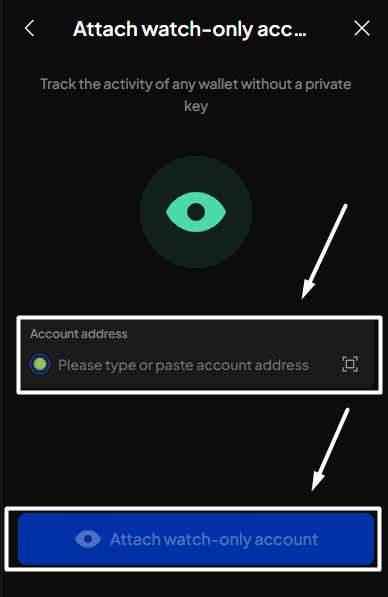 Attach watch-only acc...
Track the activity of any wallet without a private
key
Account address
Please type or paste account address
Attach watch-only account